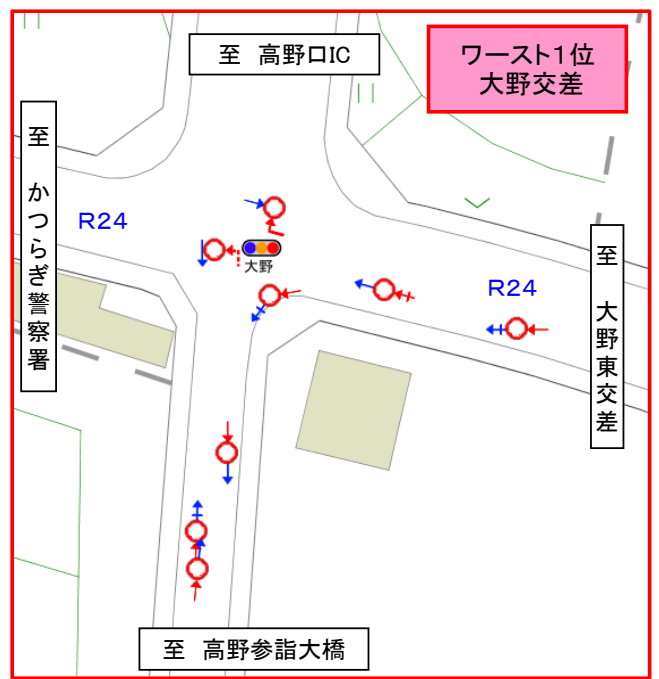 ワースト１位
大野交差
至 高野口IC
至 かつらぎ警察署
R24
大野
R24
至 大野東交差
至 高野参詣大橋